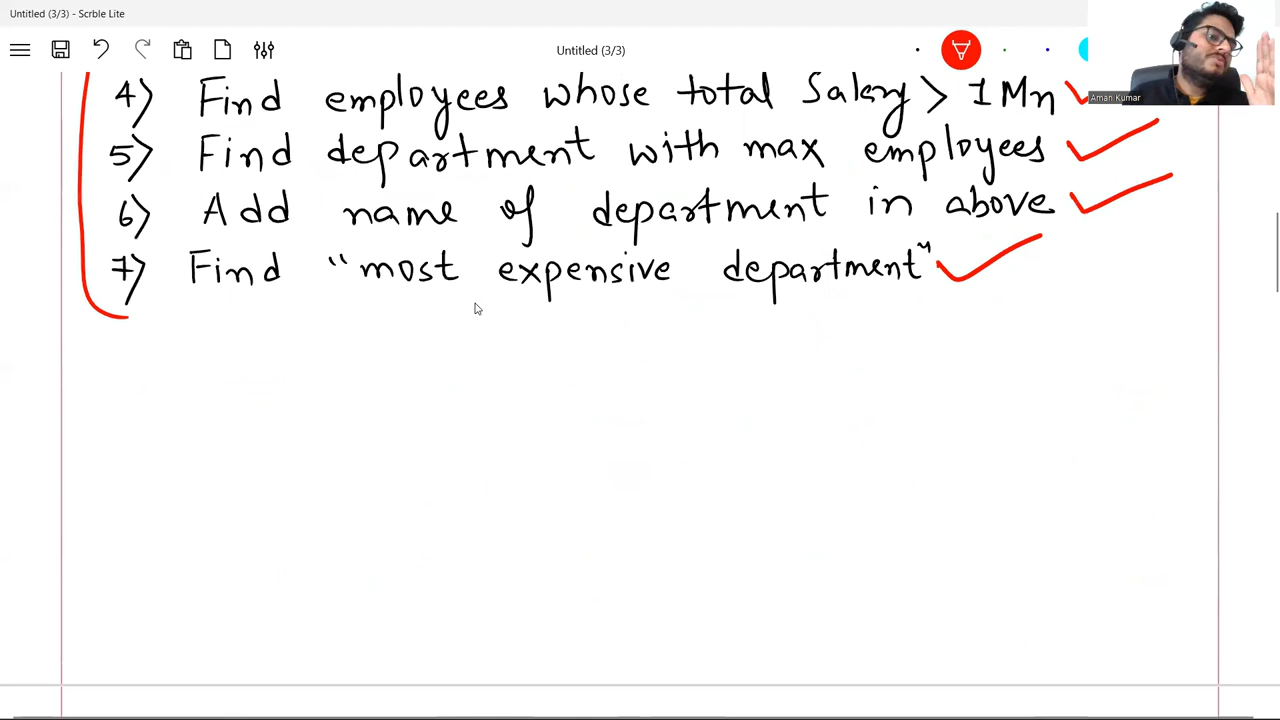 Untitled (3/3) - Scrble Lite
Untitled (3/3)
Aman Kumar
4) Find employees whose total Salary > 1 Mn
5) Find department with max employees
6) Add name of department in above
7) Find "most expensive department"